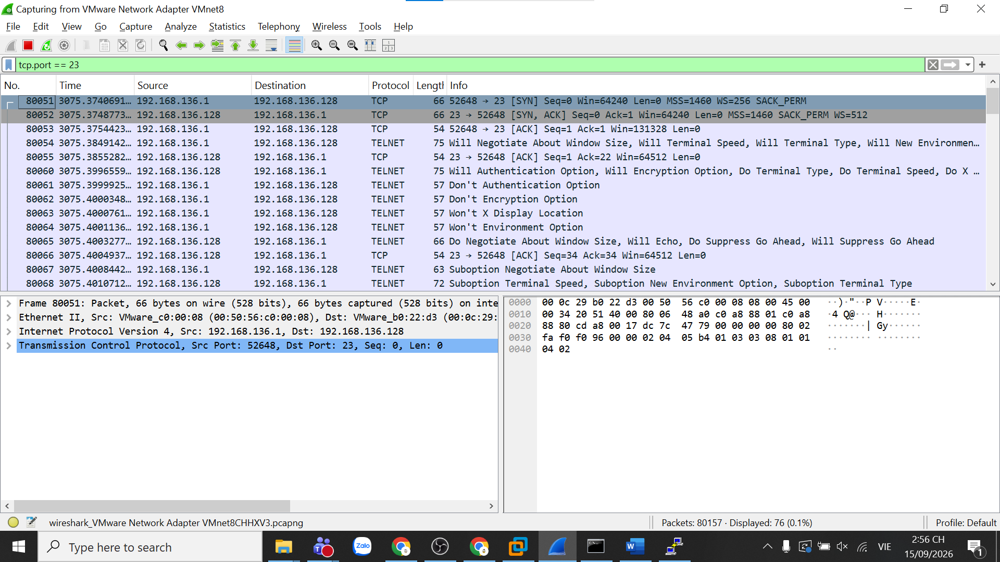 Capturing from VMware Network Adapter VMnet8
File Edit View Go Capture Analyze Statistics Telephony Wireless Tools Help
tcp.port == 23
No. Time Source Destination Protocol Length Info
80051 3075.3740691… 192.168.136.1 192.168.136.128 TCP 66 52648 → 23 [SYN] Seq=0 Win=64240 Len=0 MSS=1460 WS=256 SACK_PERM
80052 3075.3748773… 192.168.136.128 192.168.136.1 TCP 66 23 → 52648 [SYN, ACK] Seq=0 Ack=1 Win=64240 Len=0 MSS=1460 SACK_PERM WS=512
80053 3075.3754423… 192.168.136.1 192.168.136.128 TCP 54 52648 → 23 [ACK] Seq=1 Ack=1 Win=131328 Len=0
80054 3075.3849142… 192.168.136.1 192.168.136.128 TELNET 75 Will Negotiate About Window Size, Will Terminal Speed, Will Terminal Type, Will New Environmen…
80055 3075.3855282… 192.168.136.128 192.168.136.1 TCP 54 23 → 52648 [ACK] Seq=1 Ack=22 Win=64512 Len=0
80060 3075.3996559… 192.168.136.128 192.168.136.1 TELNET 75 Will Authentication Option, Will Encryption Option, Do Terminal Type, Do Terminal Speed, Do X …
80061 3075.3999925… 192.168.136.1 192.168.136.128 TELNET 57 Don't Authentication Option
80062 3075.4000348… 192.168.136.1 192.168.136.128 TELNET 57 Don't Encryption Option
80063 3075.4000761… 192.168.136.1 192.168.136.128 TELNET 57 Won't X Display Location
80064 3075.4001136… 192.168.136.1 192.168.136.128 TELNET 57 Won't Environment Option
80065 3075.4003277… 192.168.136.128 192.168.136.1 TELNET 66 Do Negotiate About Window Size, Will Echo, Do Suppress Go Ahead, Will Suppress Go Ahead
80066 3075.4004937… 192.168.136.128 192.168.136.1 TCP 54 23 → 52648 [ACK] Seq=34 Ack=34 Win=64512 Len=0
80067 3075.4008442… 192.168.136.1 192.168.136.128 TELNET 63 Suboption Negotiate About Window Size
80068 3075.4010712… 192.168.136.128 192.168.136.1 TELNET 72 Suboption Terminal Speed, Suboption New Environment Option, Suboption Terminal Type
Frame 80051: Packet, 66 bytes on wire (528 bits), 66 bytes captured (528 bits) on inte
Ethernet II, Src: VMware_c0:00:08 (00:50:56:c0:00:08), Dst: VMware_b0:22:d3 (00:0c:29:
Internet Protocol Version 4, Src: 192.168.136.1, Dst: 192.168.136.128
Transmission Control Protocol, Src Port: 52648, Dst Port: 23, Seq: 0, Len: 0
0000 00 0c 29 b0 22 d3 00 50 56 c0 00 08 08 00 45 00 ··)·"··P V·····E·
0010 00 34 20 51 40 00 80 06 48 a0 c0 a8 88 01 c0 a8 ·4 Q@··· H·······
0020 88 80 cd a8 00 17 dc 7c 47 79 00 00 00 00 80 02 ·······| Gy······
0030 fa f0 f0 96 00 00 02 04 05 b4 01 03 03 08 01 01 ········ ········
0040 04 02 ··
wireshark_VMware Network Adapter VMnet8CHHXV3.pcapng
Packets: 80157 · Displayed: 76 (0.1%)
Profile: Default
Type here to search
Zalo
VIE
2:56 CH
15/09/2026
1